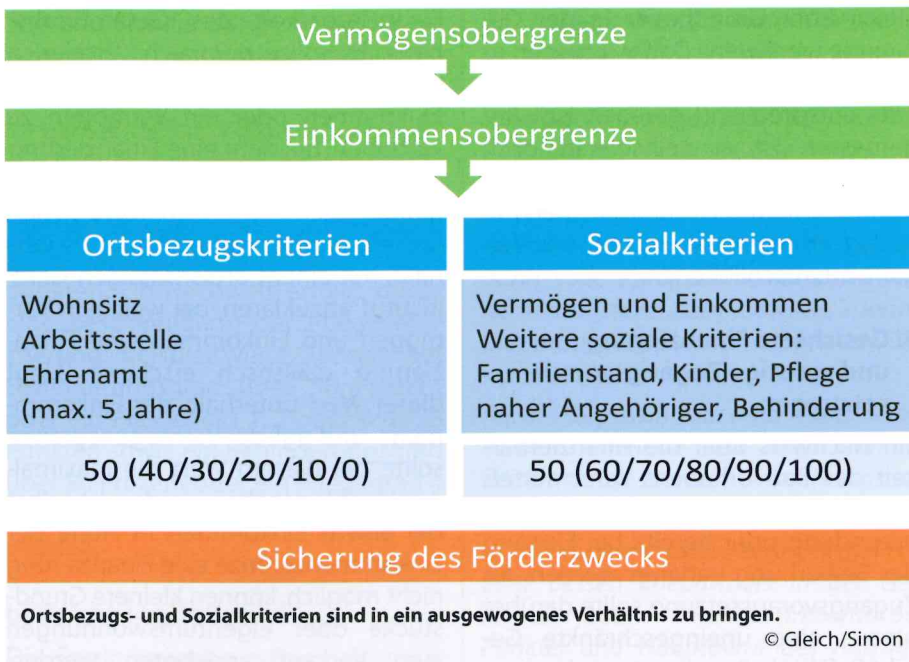 Vermögensobergrenze
Einkommensobergrenze
Ortsbezugskriterien
Wohnsitz
Arbeitsstelle
Ehrenamt
(max. 5 Jahre)
50 (40/30/20/10/0)
Sozialkriterien
Vermögen und Einkommen
Weitere soziale Kriterien:
Familienstand, Kinder, Pflege
naher Angehöriger, Behinderung
50 (60/70/80/90/100)
Sicherung des Förderzwecks
Ortsbezugs- und Sozialkriterien sind in ein ausgewogenes Verhältnis zu bringen.
© Gleich/Simon